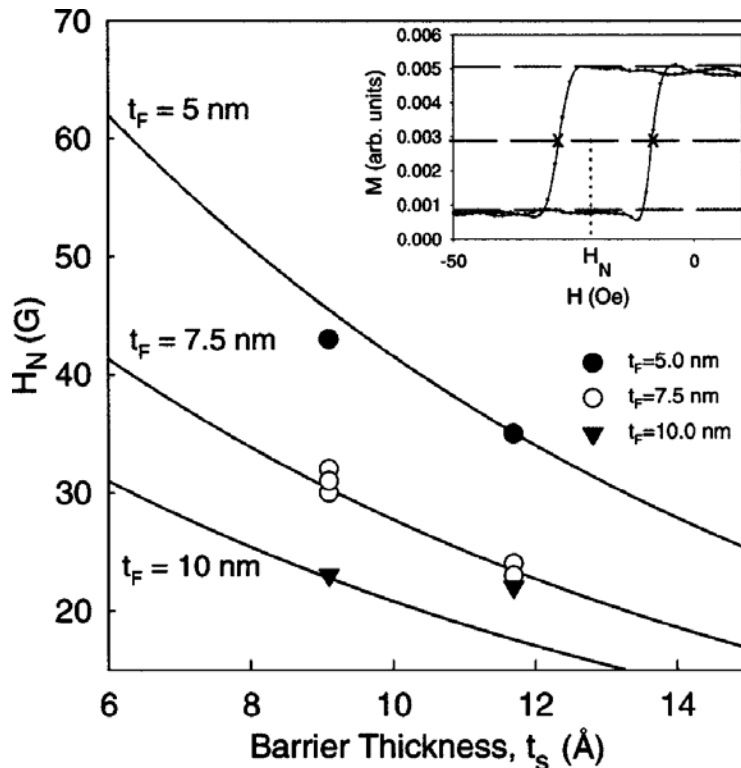 70
60
50
40
30
20
H_N (G)
t_F = 5 nm
t_F = 7.5 nm
t_F = 10 nm
0.006
0.005
0.004
0.003
0.002
0.001
0.000
M (arb. units)
-50
H_N
0
H (Oe)
t_F=5.0 nm
t_F=7.5 nm
t_F=10.0 nm
6
8
10
12
14
Barrier Thickness, t_s (Å)